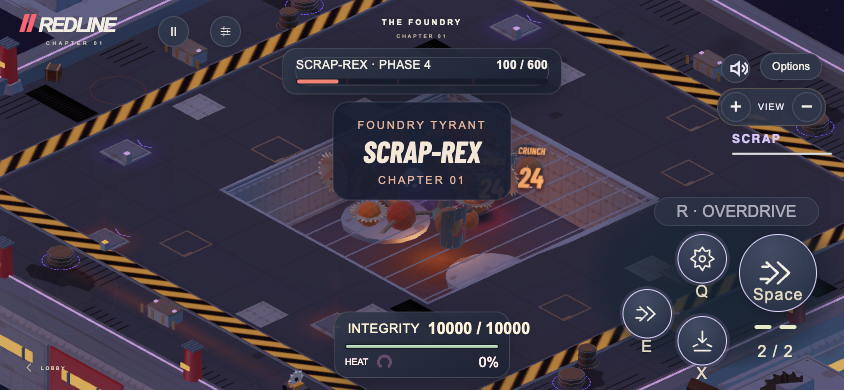 REDLINE
CHAPTER 01
THE FOUNDRY
CHAPTER 01
SCRAP-REX · PHASE 4 100 / 600
Options
+ VIEW −
SCRAP
FOUNDRY TYRANT
SCRAP-REX
CHAPTER 01
CRUNCH
24
24
R · OVERDRIVE
Q
Space
E
X
2 / 2
INTEGRITY 10000 / 10000
HEAT 0%
LOBBY